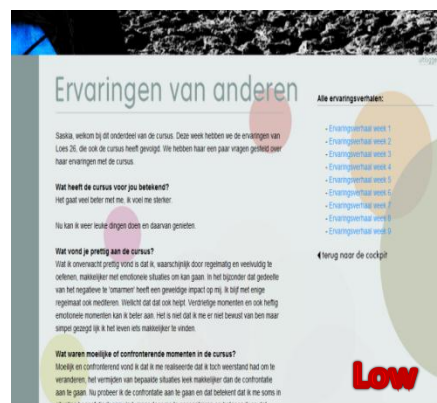 uitlogge
Ervaringen van anderen
Saskia, welkom bij dit onderdeel van de cursus. Deze week hebben we de ervaringen van
Loes 26, die ook de cursus heeft gevolgd. We hebben haar een paar vragen gesteld over
haar ervaringen met de cursus.
Wat heeft de cursus voor jou betekend?
Het gaat veel beter met me. Ik voel me sterker.
Nu kan ik weer leuke dingen doen en daarvan genieten.
Wat vond je prettig aan de cursus?
Wat ik onverwacht prettig vond is dat ik, waarschijnlijk door regelmatig en veelvuldig te
oefenen, makkelijker met emotionele situaties om kan gaan. In het bijzonder dat gedeelte
van het negatieve te 'omarmen' heeft een geweldige impact op mij. Ik blijf met enige
regelmaat ook mediteren. Wellicht dat dat ook helpt. Verdrietige momenten en ook heftig
emotionele momenten kan ik beter aan. Het is niet dat ik me er niet bewust van ben maar
simpel gezegd lijk ik het leven iets makkelijker te vinden.
Wat waren moeilijke of confronterende momenten in de cursus?
Moeilijk en confronterend vond ik dat ik me realiseerde dat ik toch weerstand had om te
veranderen, het vermijden van bepaalde situaties leek makkelijker dan de confrontatie
aan te gaan. Nu probeer ik de confrontatie aan te gaan en dat betekent dat ik me soms in
Alle ervaringsverhalen:
- Ervaringsverhaal week 1
- Ervaringsverhaal week 2
- Ervaringsverhaal week 3
- Ervaringsverhaal week 4
- Ervaringsverhaal week 5
- Ervaringsverhaal week 6
- Ervaringsverhaal week 7
- Ervaringsverhaal week 8
- Ervaringsverhaal week 9
terug naar de cockpit
Low